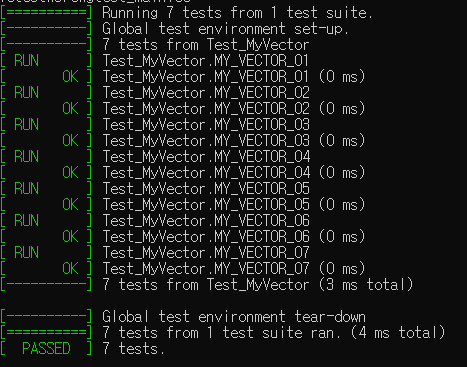 [==========] Running 7 tests from 1 test suite.
[----------] Global test environment set-up.
[----------] 7 tests from Test_MyVector
[ RUN      ] Test_MyVector.MY_VECTOR_01
[       OK ] Test_MyVector.MY_VECTOR_01 (0 ms)
[ RUN      ] Test_MyVector.MY_VECTOR_02
[       OK ] Test_MyVector.MY_VECTOR_02 (0 ms)
[ RUN      ] Test_MyVector.MY_VECTOR_03
[       OK ] Test_MyVector.MY_VECTOR_03 (0 ms)
[ RUN      ] Test_MyVector.MY_VECTOR_04
[       OK ] Test_MyVector.MY_VECTOR_04 (0 ms)
[ RUN      ] Test_MyVector.MY_VECTOR_05
[       OK ] Test_MyVector.MY_VECTOR_05 (0 ms)
[ RUN      ] Test_MyVector.MY_VECTOR_06
[       OK ] Test_MyVector.MY_VECTOR_06 (0 ms)
[ RUN      ] Test_MyVector.MY_VECTOR_07
[       OK ] Test_MyVector.MY_VECTOR_07 (0 ms)
[----------] 7 tests from Test_MyVector (3 ms total)
[----------] Global test environment tear-down
[==========] 7 tests from 1 test suite ran. (4 ms total)
[  PASSED  ] 7 tests.